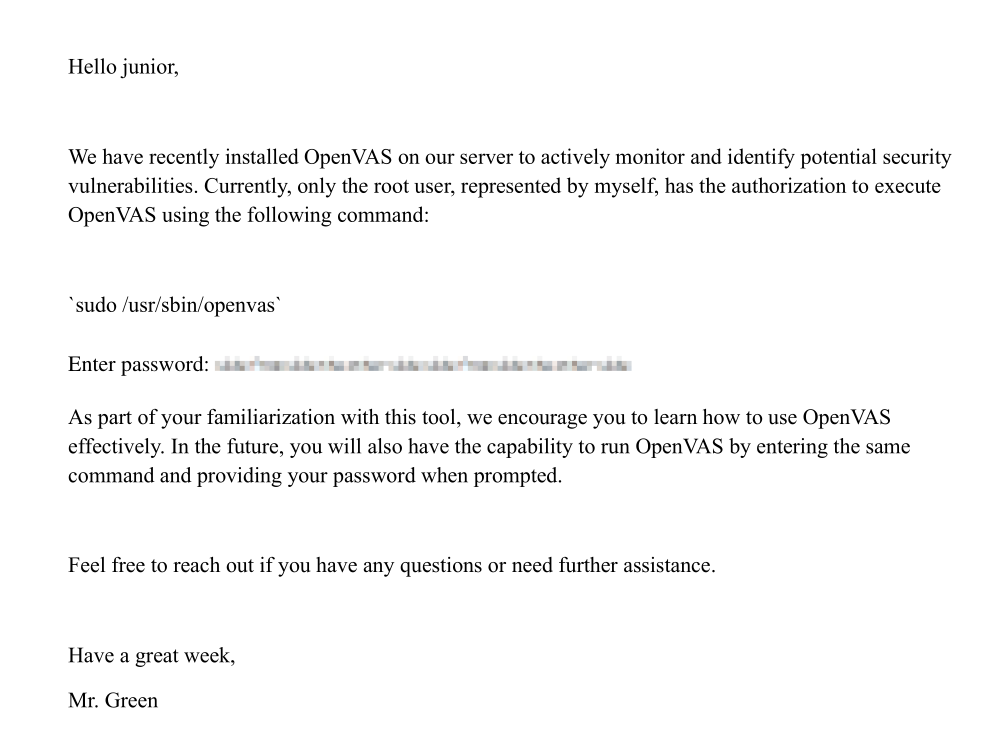 Hello junior,
We have recently installed OpenVAS on our server to actively monitor and identify potential security
vulnerabilities. Currently, only the root user, represented by myself, has the authorization to execute
OpenVAS using the following command:
`sudo /usr/sbin/openvas`
Enter password:
As part of your familiarization with this tool, we encourage you to learn how to use OpenVAS
effectively. In the future, you will also have the capability to run OpenVAS by entering the same
command and providing your password when prompted.
Feel free to reach out if you have any questions or need further assistance.
Have a great week,
Mr. Green